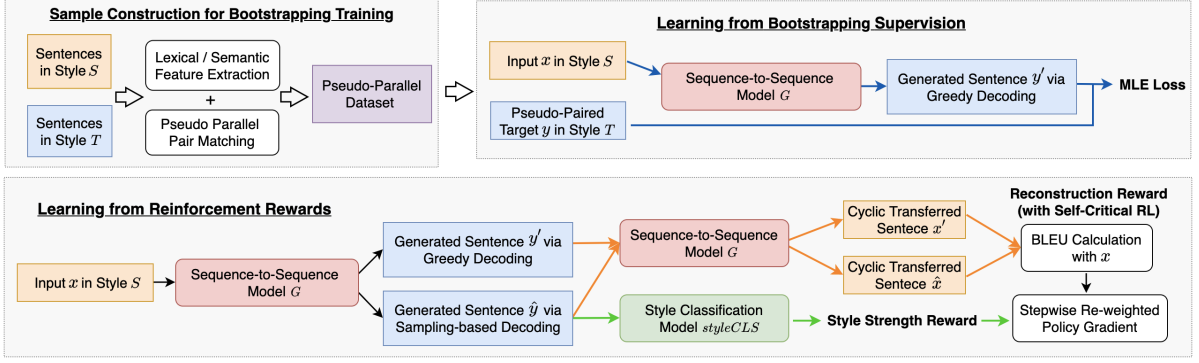 Sample Construction for Bootstrapping Training
Sentences
in Style S
Sentences
in Style T
Lexical / Semantic
Feature Extraction
+
Pseudo Parallel
Pair Matching
Pseudo-Parallel
Dataset
Learning from Bootstrapping Supervision
Input x in Style S
Pseudo-Paired
Target y in Style T
Sequence-to-Sequence
Model G
Generated Sentence y′ via
Greedy Decoding
MLE Loss
Learning from Reinforcement Rewards
Input x in Style S
Sequence-to-Sequence
Model G
Generated Sentence y′ via
Greedy Decoding
Generated Sentence ŷ via
Sampling-based Decoding
Sequence-to-Sequence
Model G
Style Classification
Model styleCLS
Cyclic Transferred
Sentece x′
Cyclic Transferred
Sentece x̂
Style Strength Reward
Reconstruction Reward
(with Self-Critical RL)
BLEU Calculation
with x
Stepwise Re-weighted
Policy Gradient